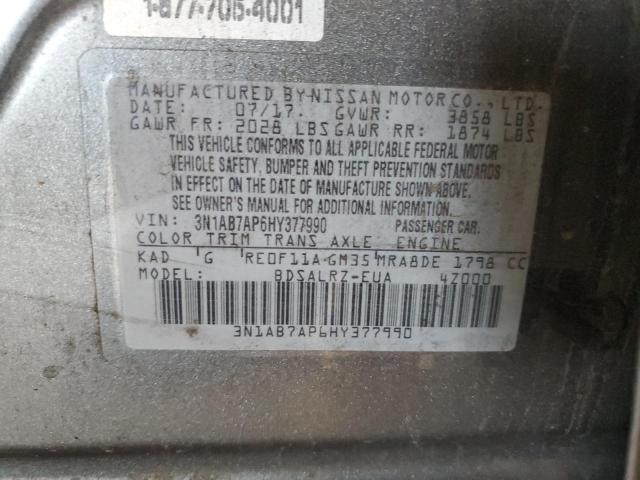 1-877-706-4001
MANUFACTURED BY NISSAN MOTOR CO., LTD.
DATE: 07/17. GVWR: 3858 LBS
GAWR FR: 2028 LBS GAWR RR: 1874 LBS
THIS VEHICLE CONFORMS TO ALL APPLICABLE FEDERAL MOTOR
VEHICLE SAFETY, BUMPER AND THEFT PREVENTION STANDARDS
IN EFFECT ON THE DATE OF MANUFACTURE SHOWN ABOVE.
SEE OWNER'S MANUAL FOR ADDITIONAL INFORMATION.
VIN: 3N1AB7AP6HY377990 PASSENGER CAR.
COLOR TRIM TRANS AXLE ENGINE
KAD G RE0F11A-GM35 MRA8DE 1798 CC
MODEL: BDSALRZ-EUA 4Z000
3N1AB7AP6HY377990